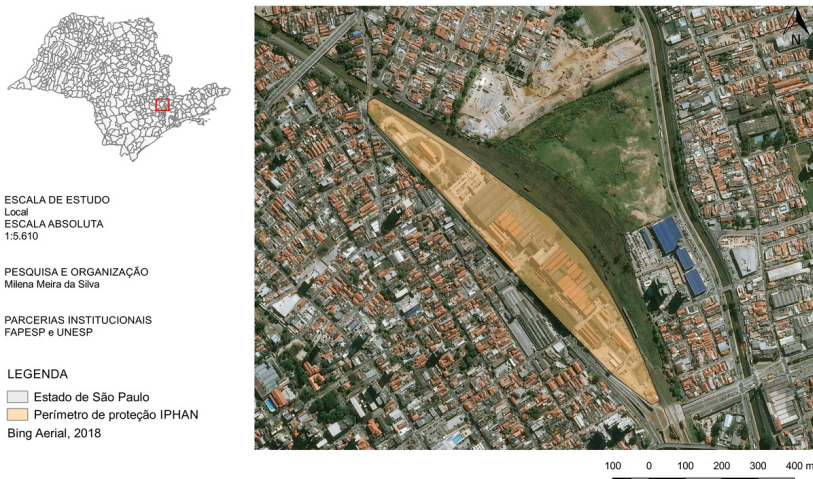 N
ESCALA DE ESTUDO
Local
ESCALA ABSOLUTA
1:5.610
PESQUISA E ORGANIZAÇÃO
Milena Meira da Silva
PARCERIAS INSTITUCIONAIS
FAPESP e UNESP
LEGENDA
Estado de São Paulo
Perímetro de proteção IPHAN
Bing Aerial, 2018
100 0 100 200 300 400 m